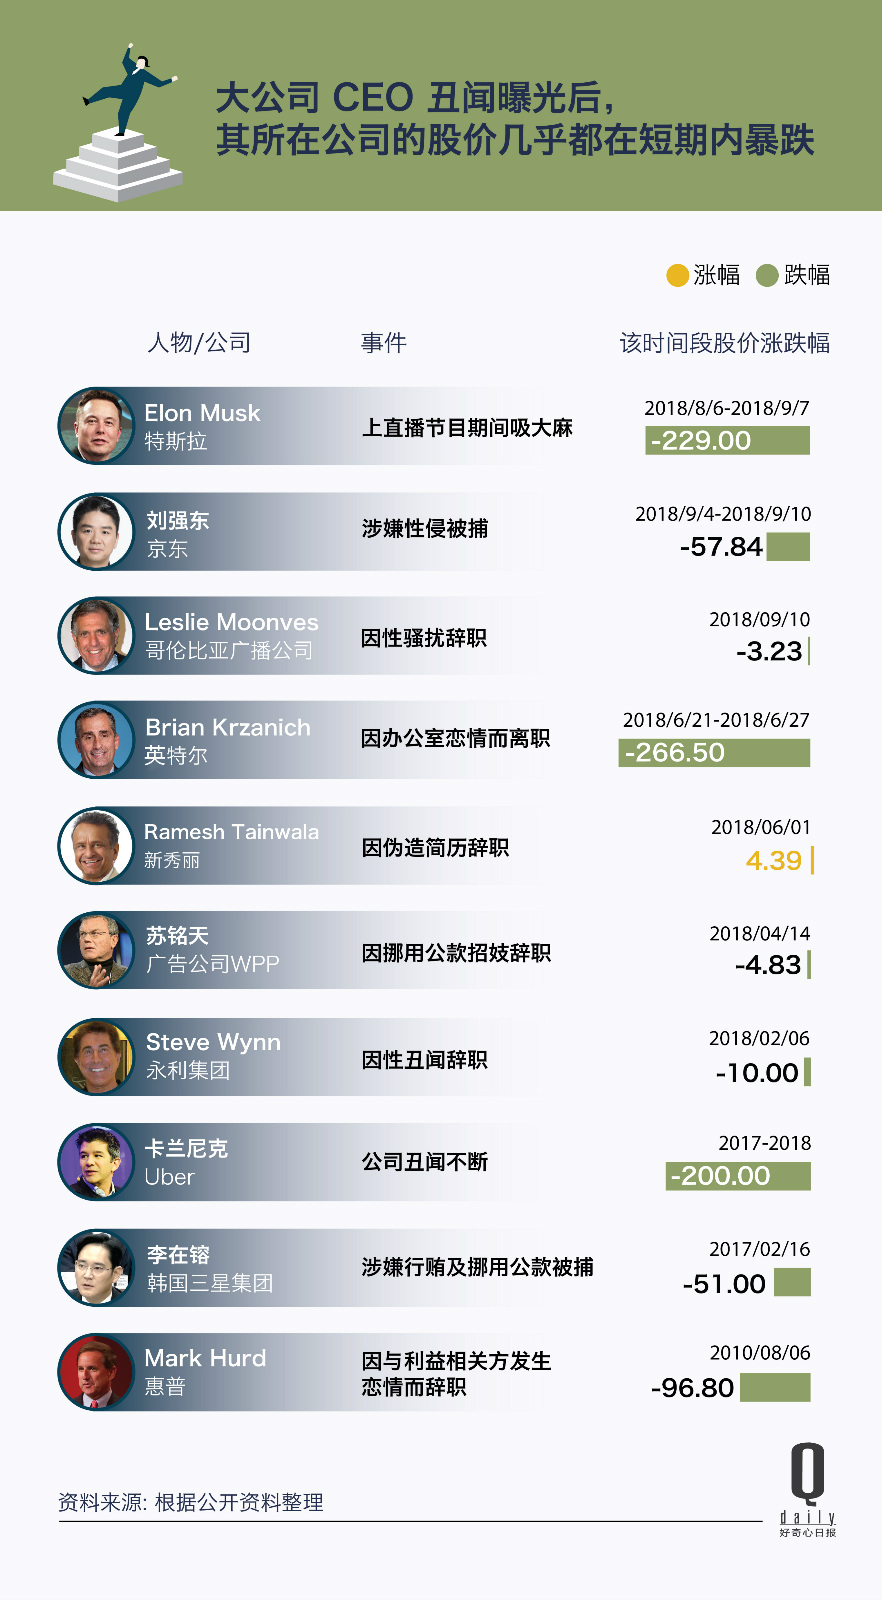 大公司 CEO 丑闻曝光后，
其所在公司的股价几乎都在短期内暴跌
涨幅 跌幅
人物/公司 事件 该时间段股价涨跌幅
Elon Musk
特斯拉
上直播节目期间吸大麻
2018/8/6-2018/9/7
-229.00
刘强东
京东
涉嫌性侵被捕
2018/9/4-2018/9/10
-57.84
Leslie Moonves
哥伦比亚广播公司
因性骚扰辞职
2018/09/10
-3.23
Brian Krzanich
英特尔
因办公室恋情而离职
2018/6/21-2018/6/27
-266.50
Ramesh Tainwala
新秀丽
因伪造简历辞职
2018/06/01
4.39
苏铭天
广告公司WPP
因挪用公款招妓辞职
2018/04/14
-4.83
Steve Wynn
永利集团
因性丑闻辞职
2018/02/06
-10.00
卡兰尼克
Uber
公司丑闻不断
2017-2018
-200.00
李在镕
韩国三星集团
涉嫌行贿及挪用公款被捕
2017/02/16
-51.00
Mark Hurd
惠普
因与利益相关方发生
恋情而辞职
2010/08/06
-96.80
资料来源: 根据公开资料整理
Q
daily
好奇心日报